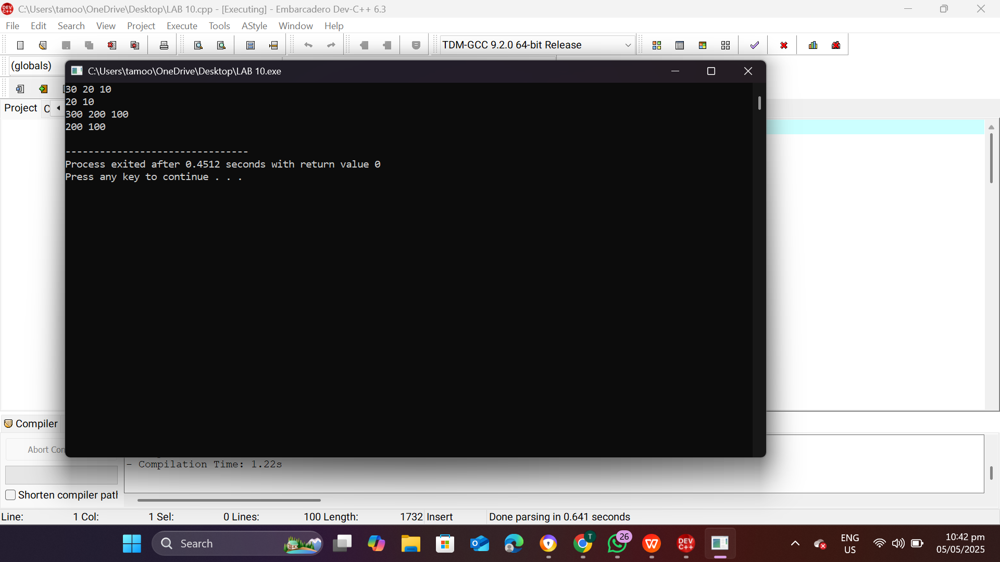 C:\Users\tamoo\OneDrive\Desktop\LAB 10.cpp - [Executing] - Embarcadero Dev-C++ 6.3
File Edit Search View Project Execute Tools AStyle Window Help
TDM-GCC 9.2.0 64-bit Release
(globals)
C:\Users\tamoo\OneDrive\Desktop\LAB 10.exe
Project C
30 20 10
20 10
300 200 100
200 100
--------------------------------
Process exited after 0.4512 seconds with return value 0
Press any key to continue . . .
Compiler
Abort
- Compilation Time: 1.22s
Shorten compiler
Line: 1 Col: 1 Sel: 0 Lines: 100 Length: 1732 Insert Done parsing in 0.641 seconds
Search
T
26
DEV C++
ENG
US
10:42 pm
05/05/2025